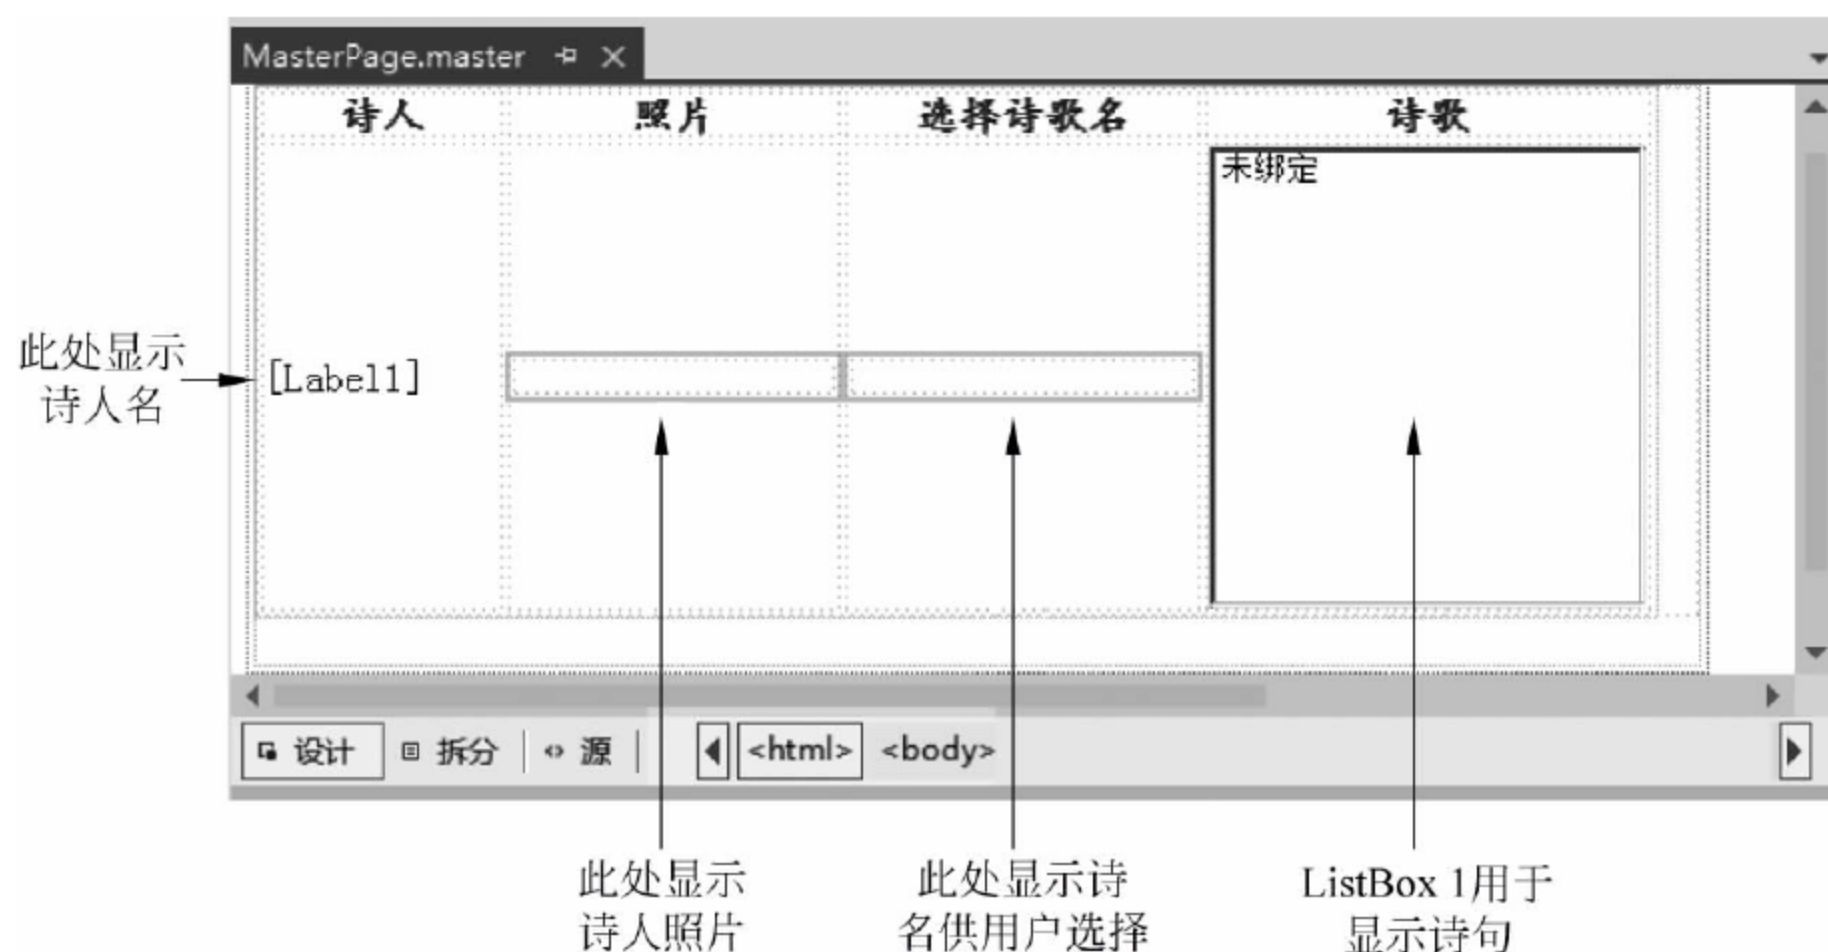 MasterPage.master
诗人 照片 选择诗歌名 诗歌
未绑定
此处显示
诗人名
[Label1]
设计 拆分 源 <html> <body>
此处显示
诗人照片
此处显示诗
名供用户选择
ListBox 1用于
显示诗句